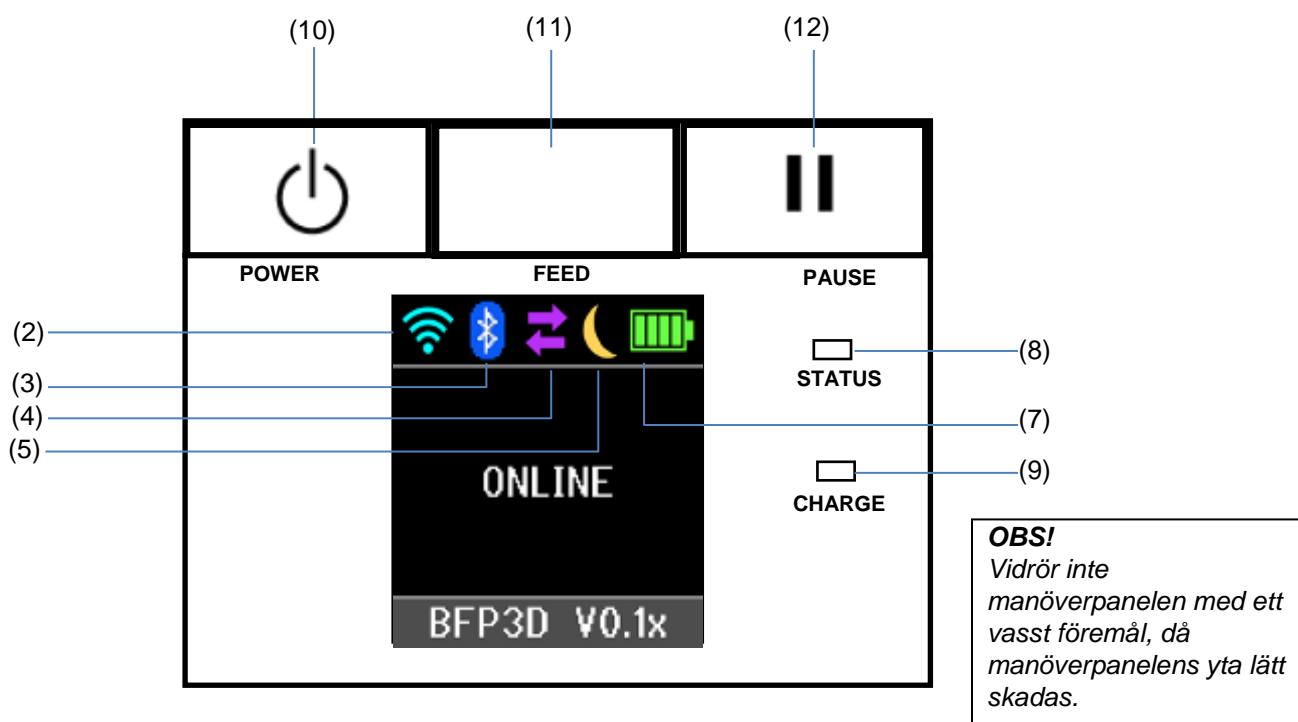 (10)
(11)
(12)
POWER
FEED
PAUSE
(2)
(3)
(4)
(5)
(8)
STATUS
(7)
ONLINE
(9)
CHARGE
BFP3D V0.1x
OBS!
Vidrör inte
manöverpanelen med ett
vasst föremål, då
manöverpanelens yta lätt
skadas.